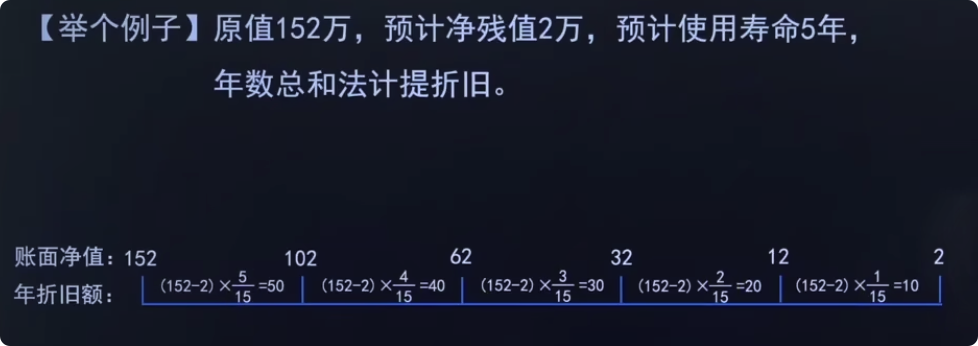 【举个例子】原值152万，预计净残值2万，预计使用寿命5年，
年数总和法计提折旧。
账面净值：152 102 62 32 12 2
年折旧额： (152-2)×5/15=50 (152-2)×4/15=40 (152-2)×3/15=30 (152-2)×2/15=20 (152-2)×1/15=10